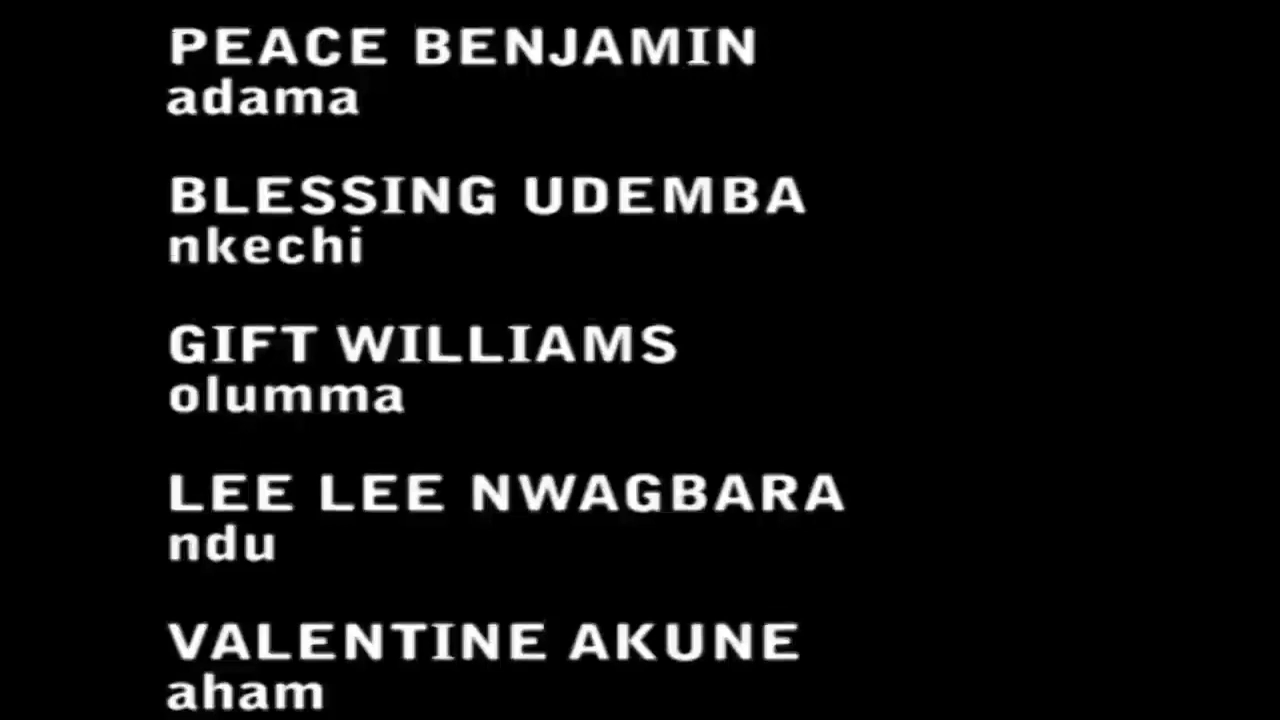 PEACE BENJAMIN
adama
BLESSING UDEMBA
nkechi
GIFT WILLIAMS
olumma
LEE LEE NWAGBARA
ndu
VALENTINE AKUNE
aham